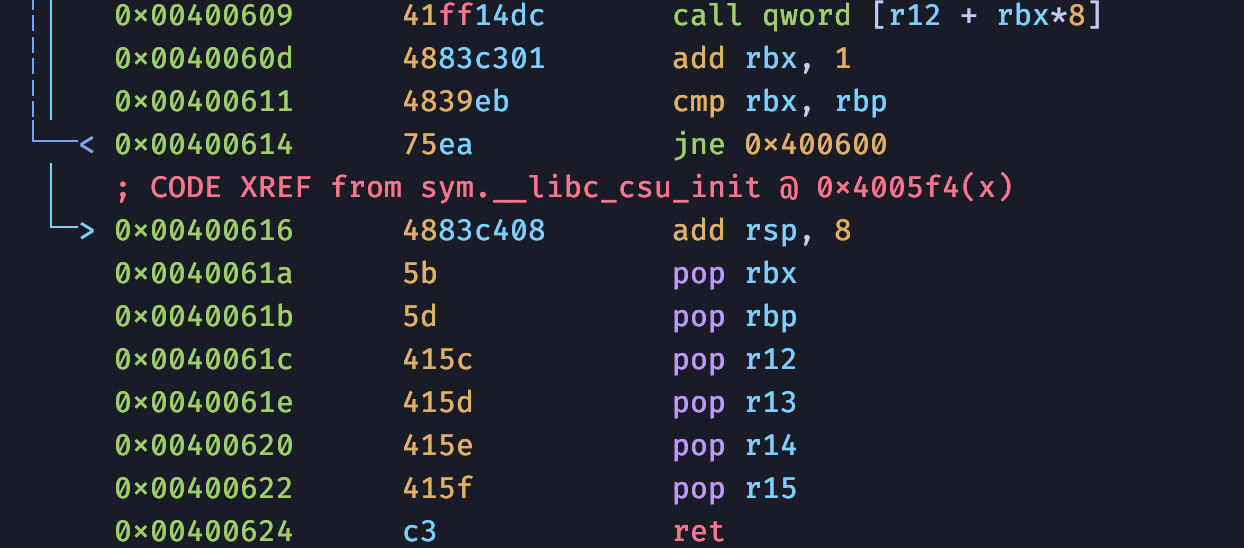 0x00400609 41ff14dc call qword [r12 + rbx*8]
0x0040060d 4883c301 add rbx, 1
0x00400611 4839eb cmp rbx, rbp
< 0x00400614 75ea jne 0x400600
; CODE XREF from sym.__libc_csu_init @ 0x4005f4(x)
> 0x00400616 4883c408 add rsp, 8
0x0040061a 5b pop rbx
0x0040061b 5d pop rbp
0x0040061c 415c pop r12
0x0040061e 415d pop r13
0x00400620 415e pop r14
0x00400622 415f pop r15
0x00400624 c3 ret